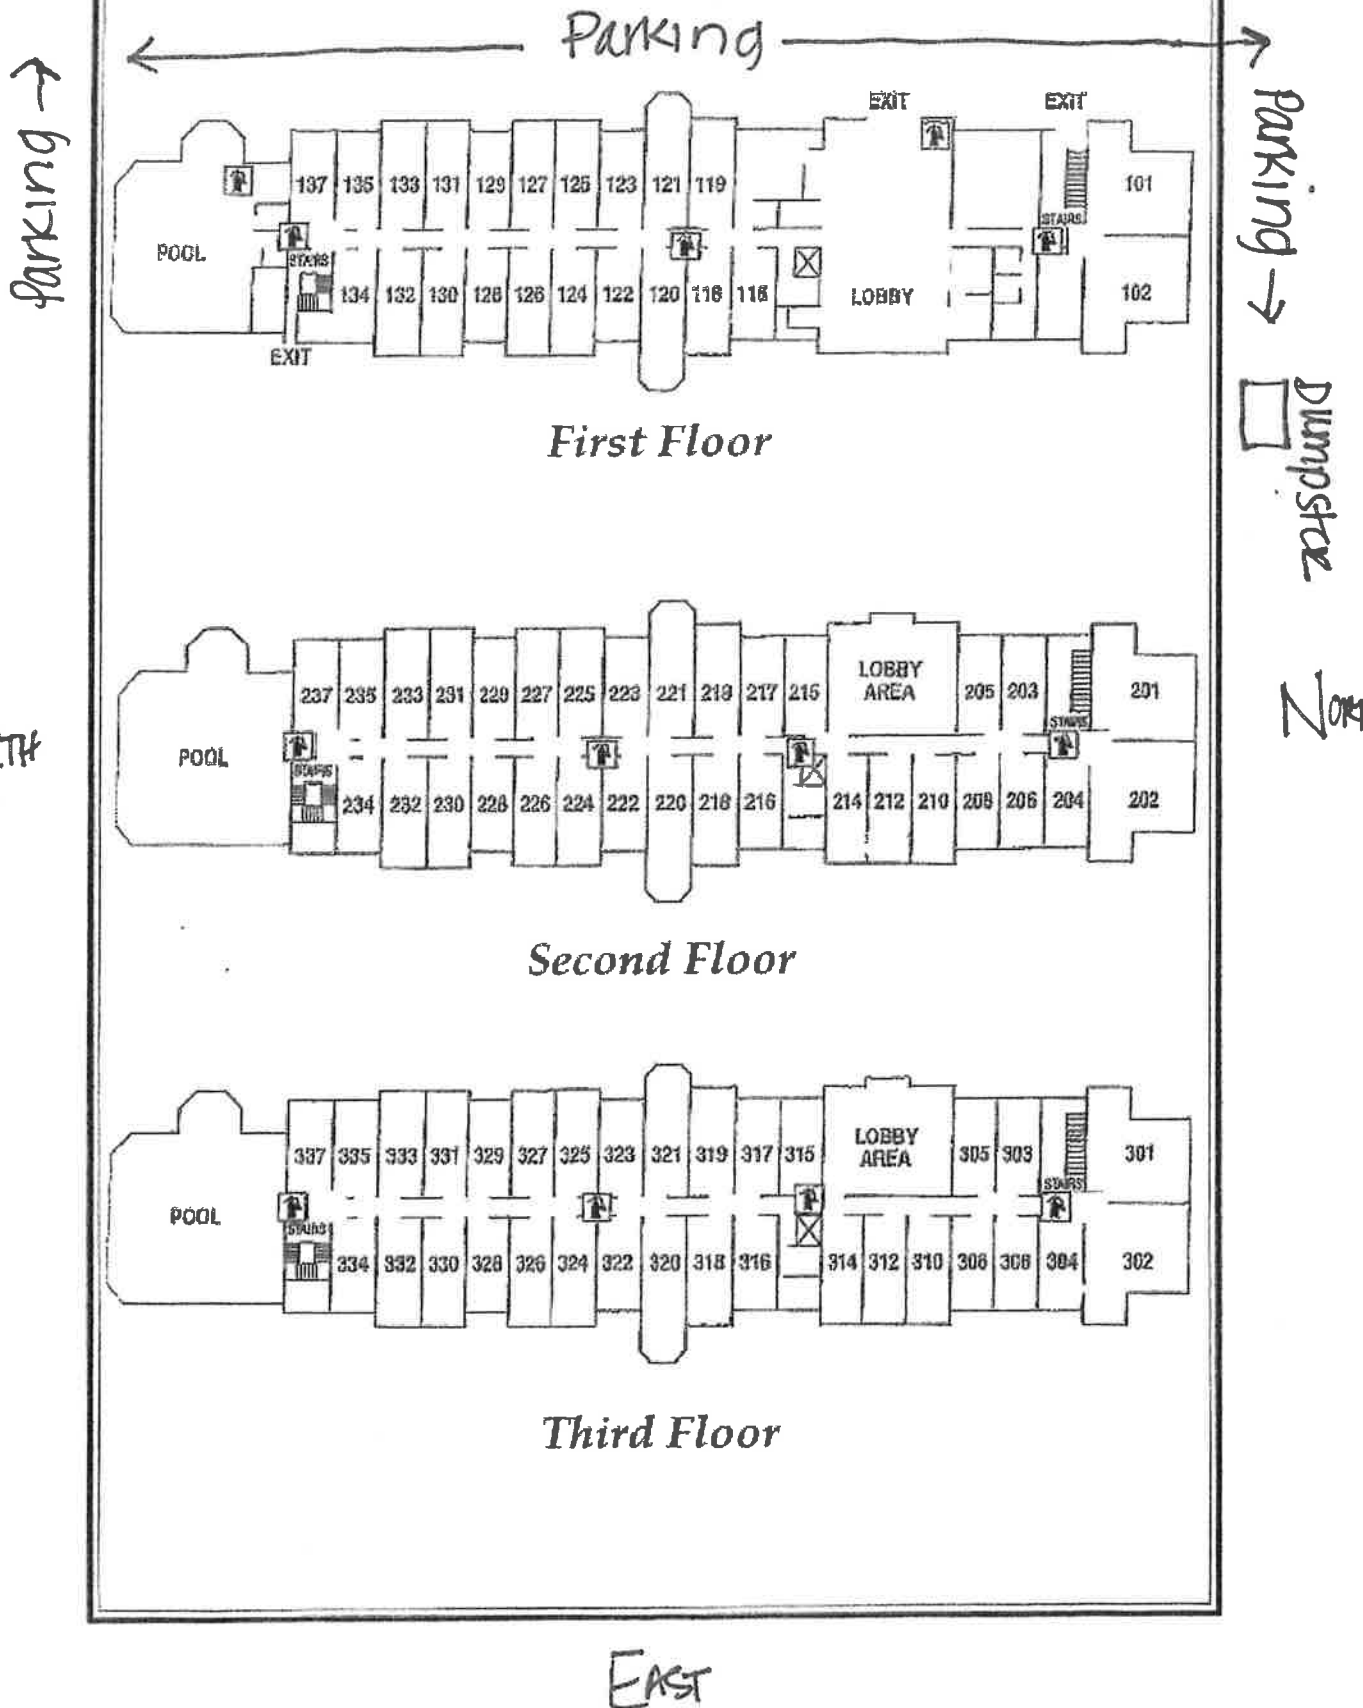 Parking
Parking →
Parking →
EXIT EXIT
137 135 133 131 129 127 125 123 121 119 101
STAIRS
POOL
STAIRS
134 132 130 128 126 124 122 120 118 116 LOBBY 102
EXIT
First Floor
Dumpster
LOBBY
AREA
237 235 233 231 229 227 225 223 221 219 217 215 205 203 201
STAIRS
POOL
STAIRS
234 232 230 228 226 224 222 220 218 216 214 212 210 208 206 204 202
Second Floor
LOBBY
AREA
337 335 333 331 329 327 325 323 321 319 317 315 305 303 301
STAIRS
POOL
STAIRS
334 332 330 328 326 324 322 320 318 316 314 312 310 308 306 304 302
Third Floor
EAST